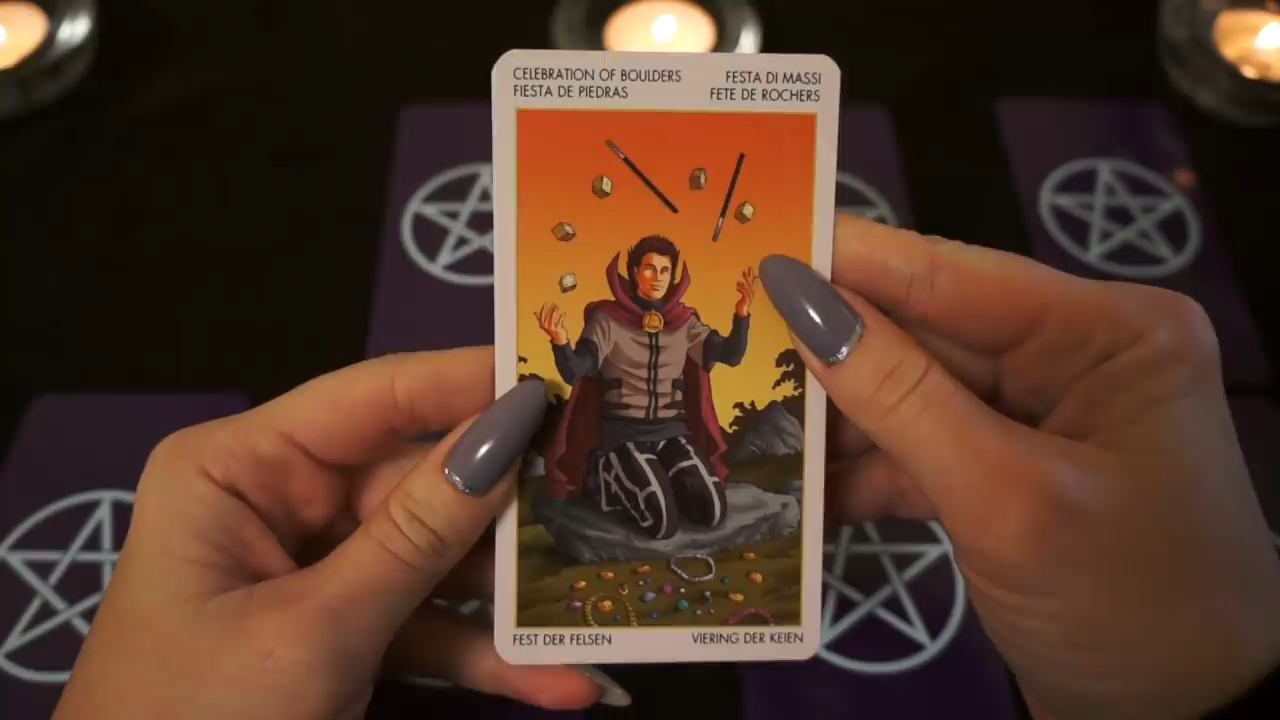 CELEBRATION OF BOULDERS
FIESTA DE PIEDRAS
FESTA DI MASSI
FETE DE ROCHERS
FEST DER FELSEN
VIERING DER KEIEN